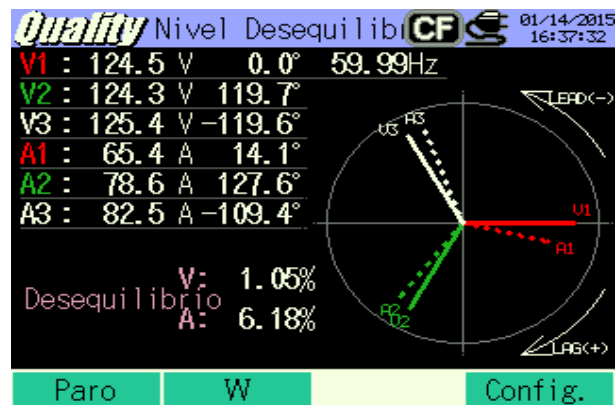 Quality Nivel Desequilib CF 01/14/2015
16:37:32
V1 : 124.5 V 0.0° 59.99Hz
V2 : 124.3 V 119.7°
V3 : 125.4 V -119.6°
A1 : 65.4 A 14.1°
A2 : 78.6 A 127.6°
A3 : 82.5 A -109.4°
LEAD(-)
V3 A3
V1
A1
A2
V2
LAG(+)
Desequilibrio
V: 1.05%
A: 6.18%
Paro W Config.